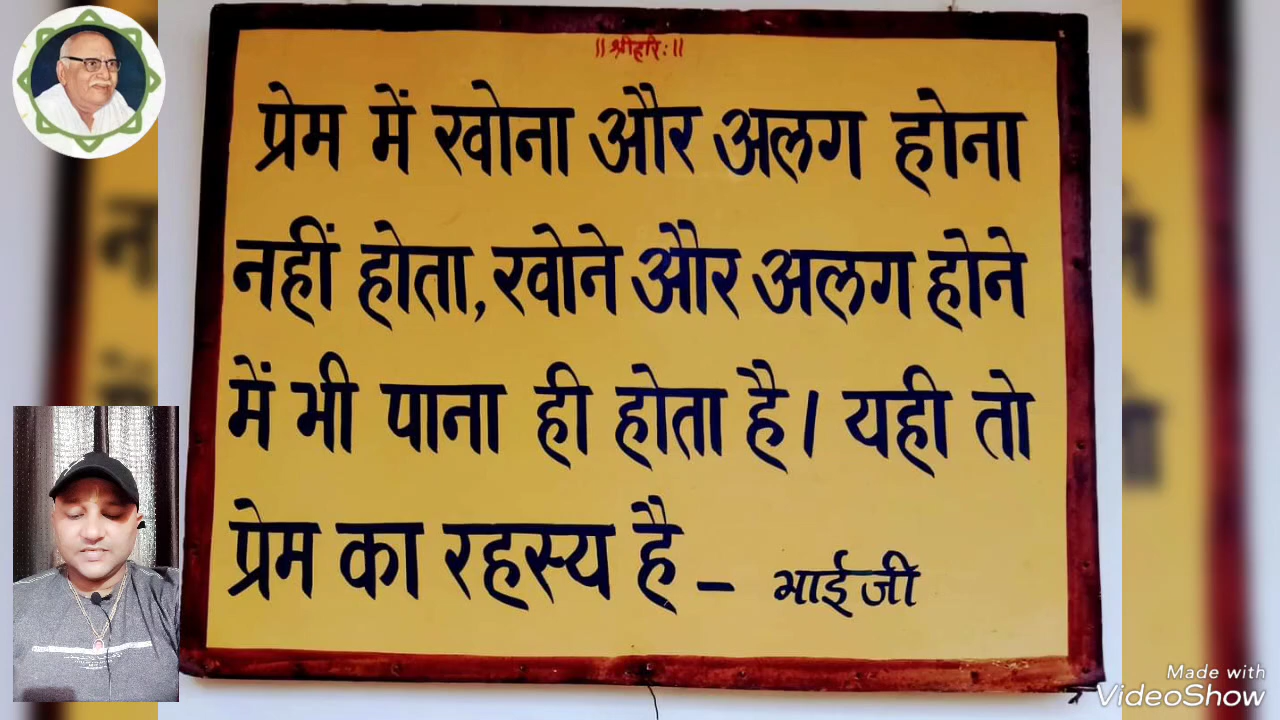 ॥श्रीहरि:॥
प्रेम में खोना और अलग होना
नहीं होता, खोने और अलग होने
में भी पाना ही होता है। यही तो
प्रेम का रहस्य है - भाईजी
Made with
VideoShow